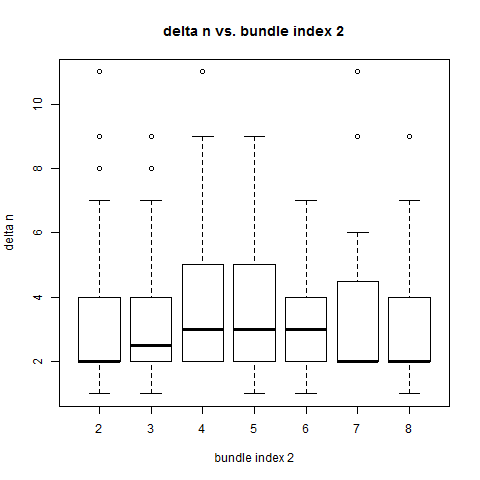 delta n vs. bundle index 2
10
8
6
4
2
delta n
2 3 4 5 6 7 8
bundle index 2